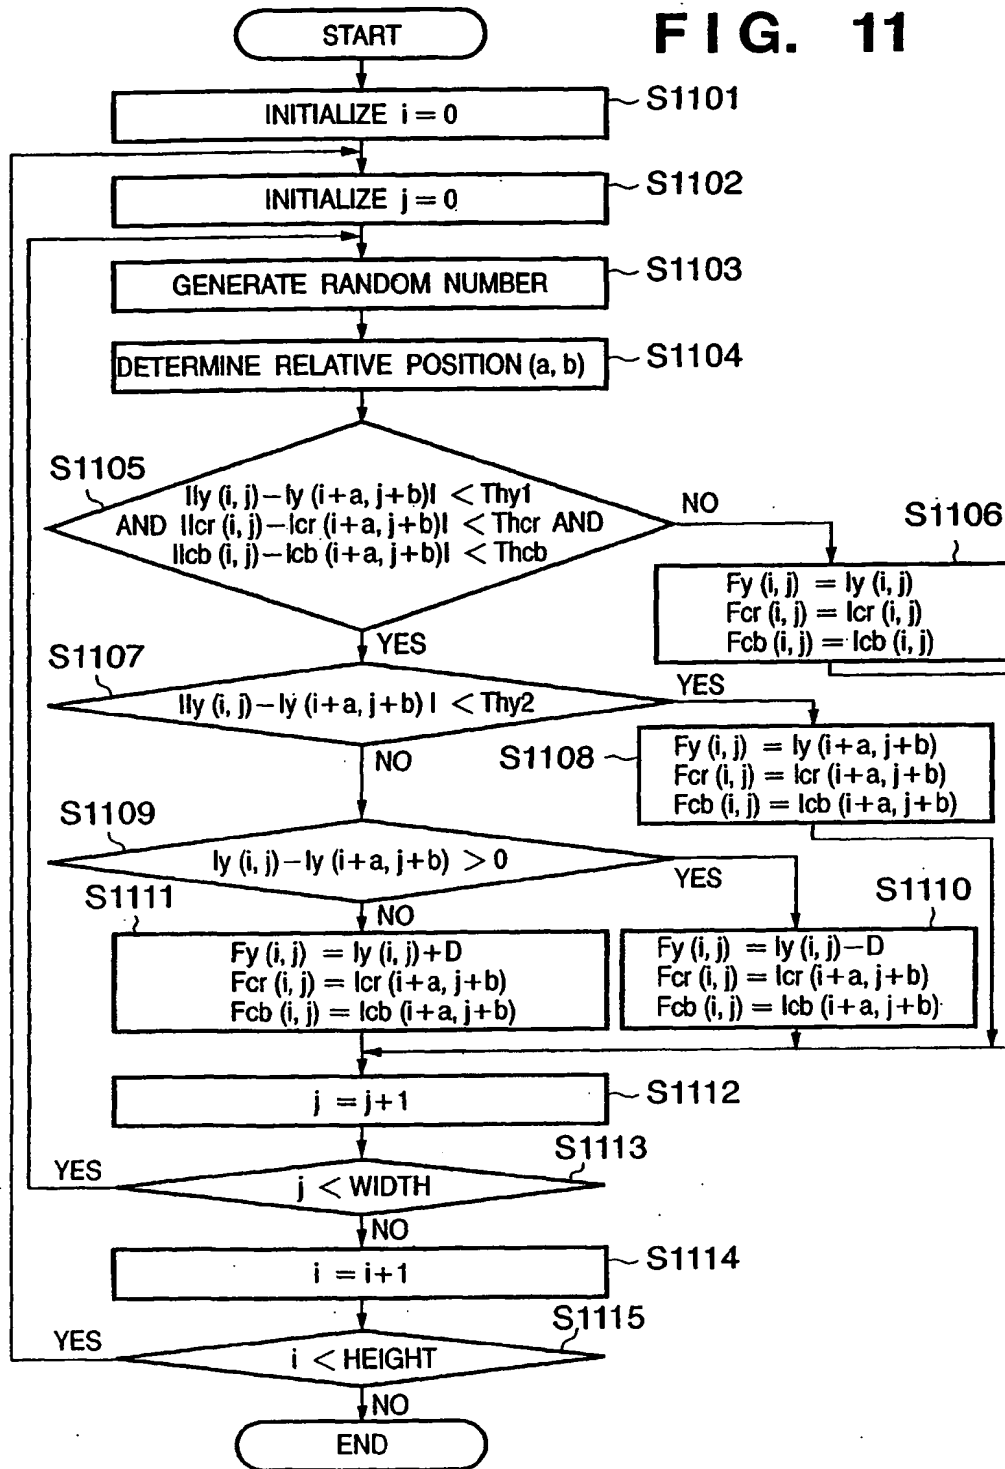 FIG. 11
START
S1101
INITIALIZE i = 0
S1102
INITIALIZE j = 0
S1103
GENERATE RANDOM NUMBER
S1104
DETERMINE RELATIVE POSITION (a, b)
S1105
|Iy (i, j) − Iy (i+a, j+b)| < Thy1
AND |Icr (i, j) − Icr (i+a, j+b)| < Thcr AND
|Icb (i, j) − Icb (i+a, j+b)| < Thcb
NO
S1106
Fy (i, j) = Iy (i, j)
Fcr (i, j) = Icr (i, j)
Fcb (i, j) = Icb (i, j)
YES
S1107
|Iy (i, j) − Iy (i+a, j+b) | < Thy2
YES
NO
S1108
Fy (i, j) = Iy (i+a, j+b)
Fcr (i, j) = Icr (i+a, j+b)
Fcb (i, j) = Icb (i+a, j+b)
S1109
Iy (i, j) − Iy (i+a, j+b) > 0
YES
NO
S1111
Fy (i, j) = Iy (i, j) + D
Fcr (i, j) = Icr (i+a, j+b)
Fcb (i, j) = Icb (i+a, j+b)
S1110
Fy (i, j) = Iy (i, j) − D
Fcr (i, j) = Icr (i+a, j+b)
Fcb (i, j) = Icb (i+a, j+b)
S1112
j = j+1
S1113
YES
j < WIDTH
NO
S1114
i = i+1
S1115
YES
i < HEIGHT
NO
END